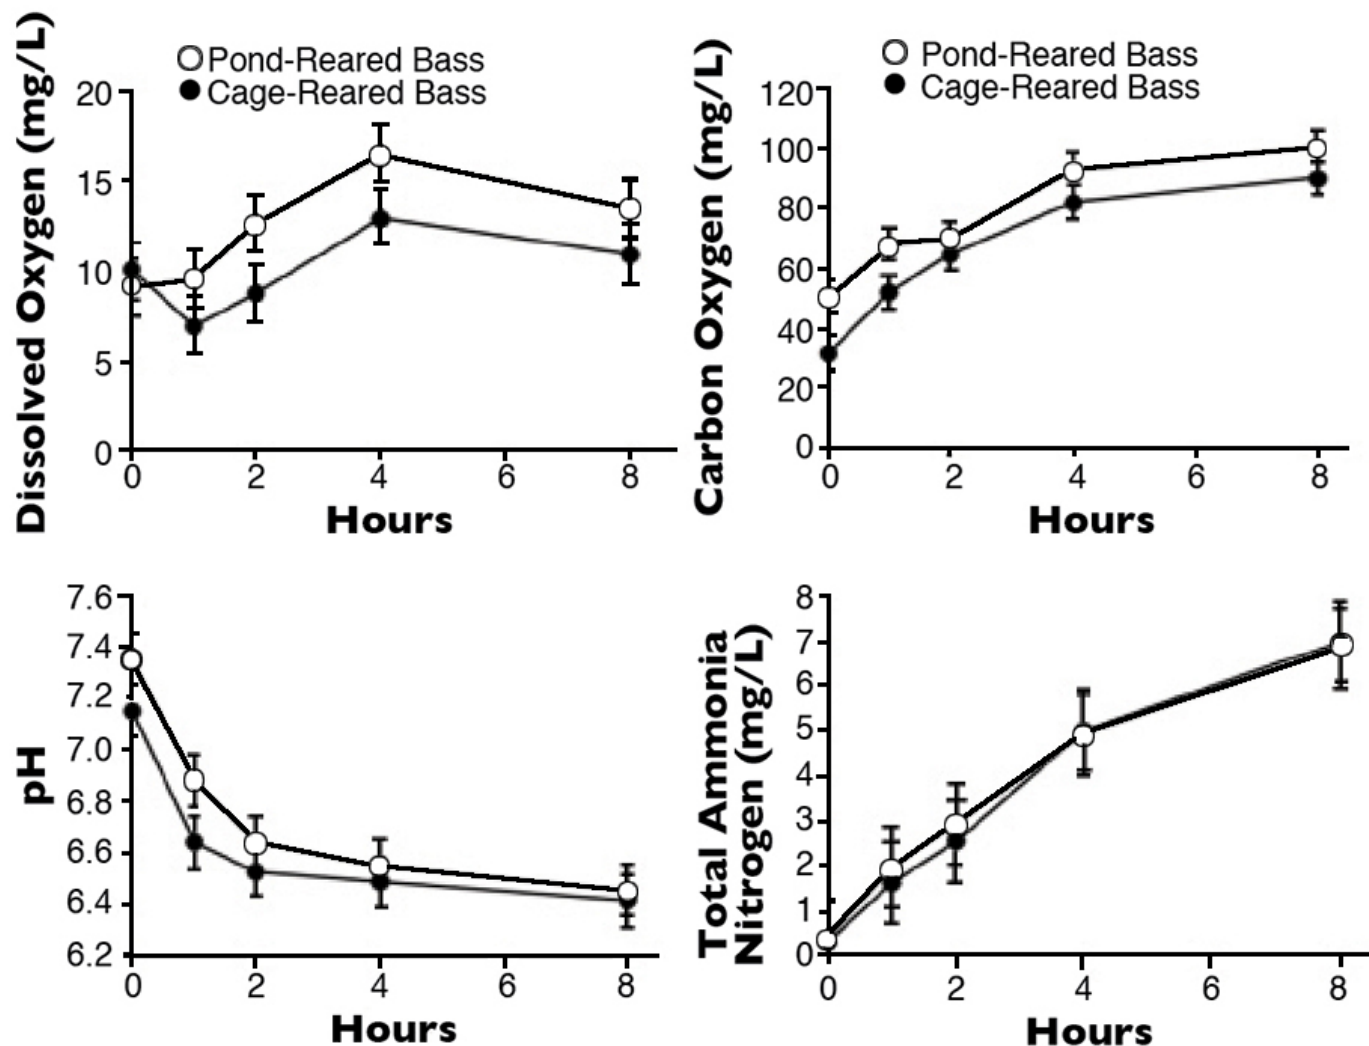 Pond-Reared Bass
Cage-Reared Bass
Dissolved Oxygen (mg/L)
20
15
10
5
0
0 2 4 6 8
Hours
Pond-Reared Bass
Cage-Reared Bass
Carbon Oxygen (mg/L)
120
100
80
60
40
20
0
0 2 4 6 8
Hours
pH
7.6
7.4
7.2
7.0
6.8
6.6
6.4
6.2
0 2 4 6 8
Hours
Total Ammonia
Nitrogen (mg/L)
8
7
6
5
4
3
2
1
0
0 2 4 6 8
Hours